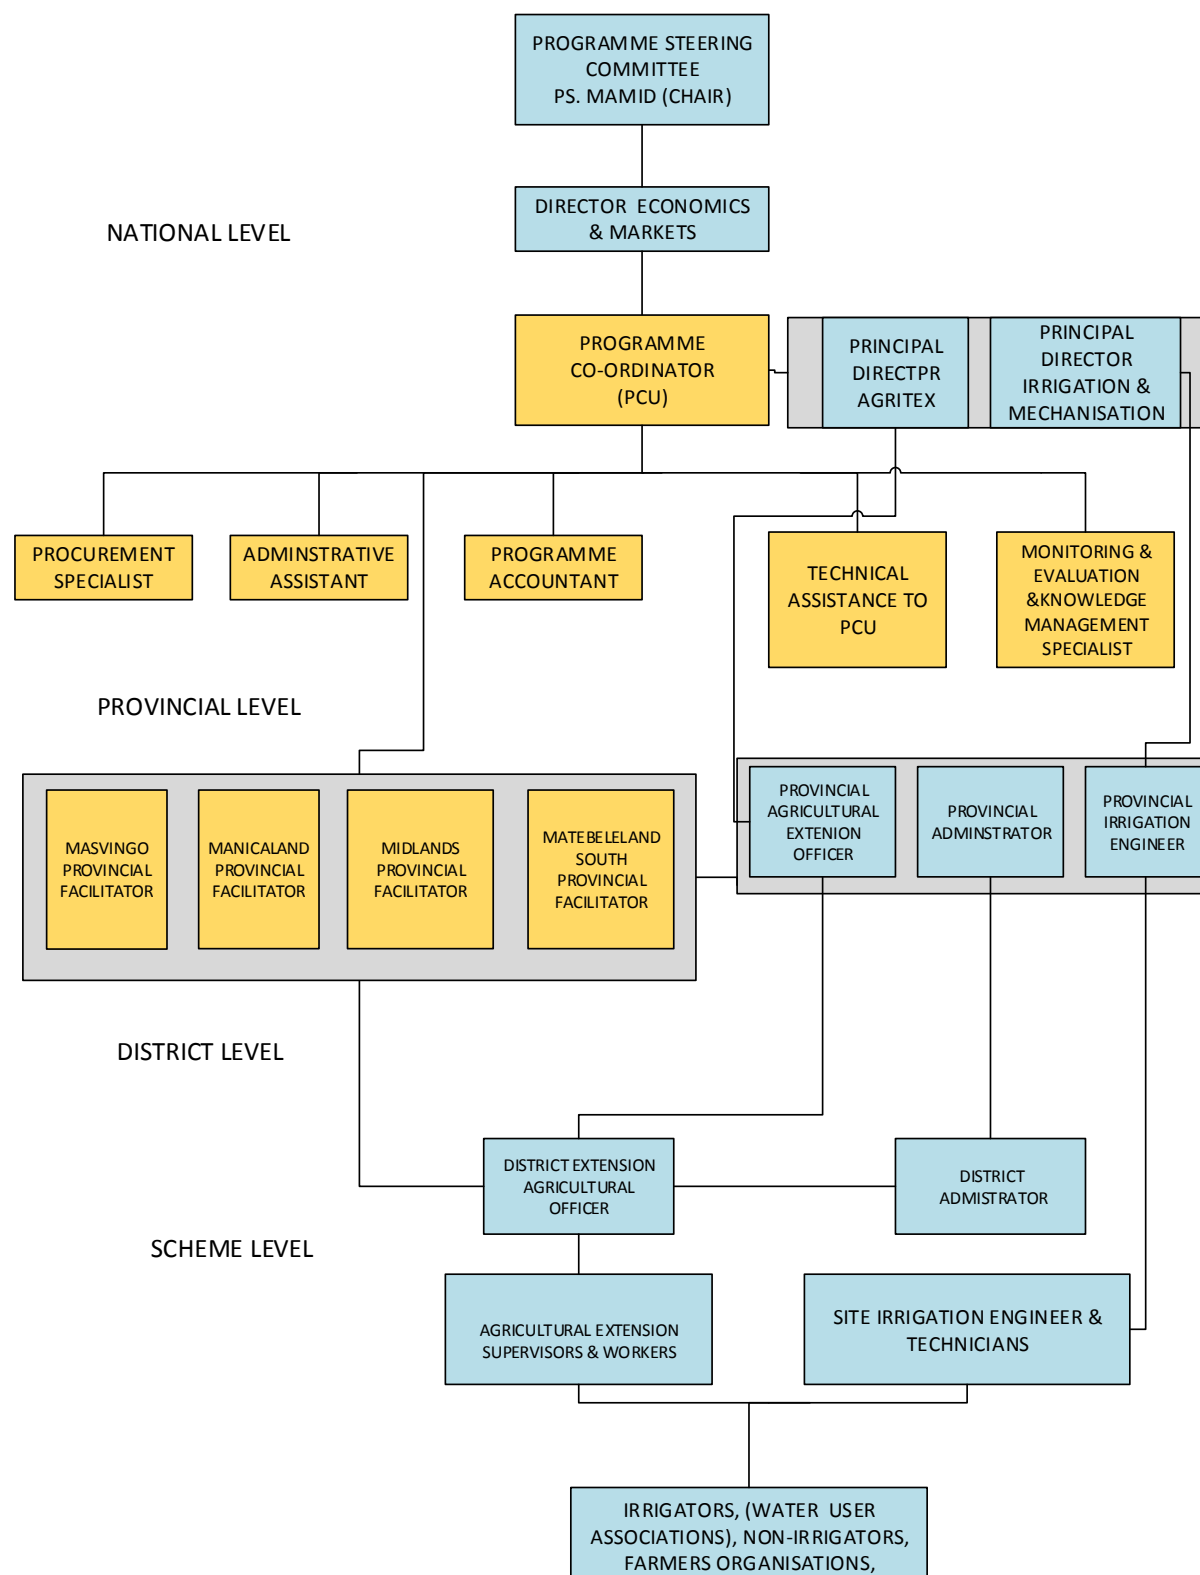 PROGRAMME STEERING
COMMITTEE
PS. MAMID (CHAIR)
DIRECTOR ECONOMICS
& MARKETS
NATIONAL LEVEL
PROGRAMME
CO-ORDINATOR
(PCU)
PRINCIPAL
DIRECTPR
AGRITEX
PRINCIPAL
DIRECTOR
IRRIGATION &
MECHANISATION
PROCUREMENT
SPECIALIST
ADMINSTRATIVE
ASSISTANT
PROGRAMME
ACCOUNTANT
TECHNICAL
ASSISTANCE TO
PCU
MONITORING &
EVALUATION
&KNOWLEDGE
MANAGEMENT
SPECIALIST
PROVINCIAL LEVEL
MASVINGO
PROVINCIAL
FACILITATOR
MANICALAND
PROVINCIAL
FACILITATOR
MIDLANDS
PROVINCIAL
FACILITATOR
MATEBELELAND
SOUTH
PROVINCIAL
FACILITATOR
PROVINCIAL
AGRICULTURAL
EXTENION
OFFICER
PROVINCIAL
ADMINSTRATOR
PROVINCIAL
IRRIGATION
ENGINEER
DISTRICT LEVEL
DISTRICT EXTENSION
AGRICULTURAL
OFFICER
DISTRICT
ADMISTRATOR
SCHEME LEVEL
AGRICULTURAL EXTENSION
SUPERVISORS & WORKERS
SITE IRRIGATION ENGINEER &
TECHNICIANS
IRRIGATORS, (WATER USER
ASSOCIATIONS), NON-IRRIGATORS,
FARMERS ORGANISATIONS,